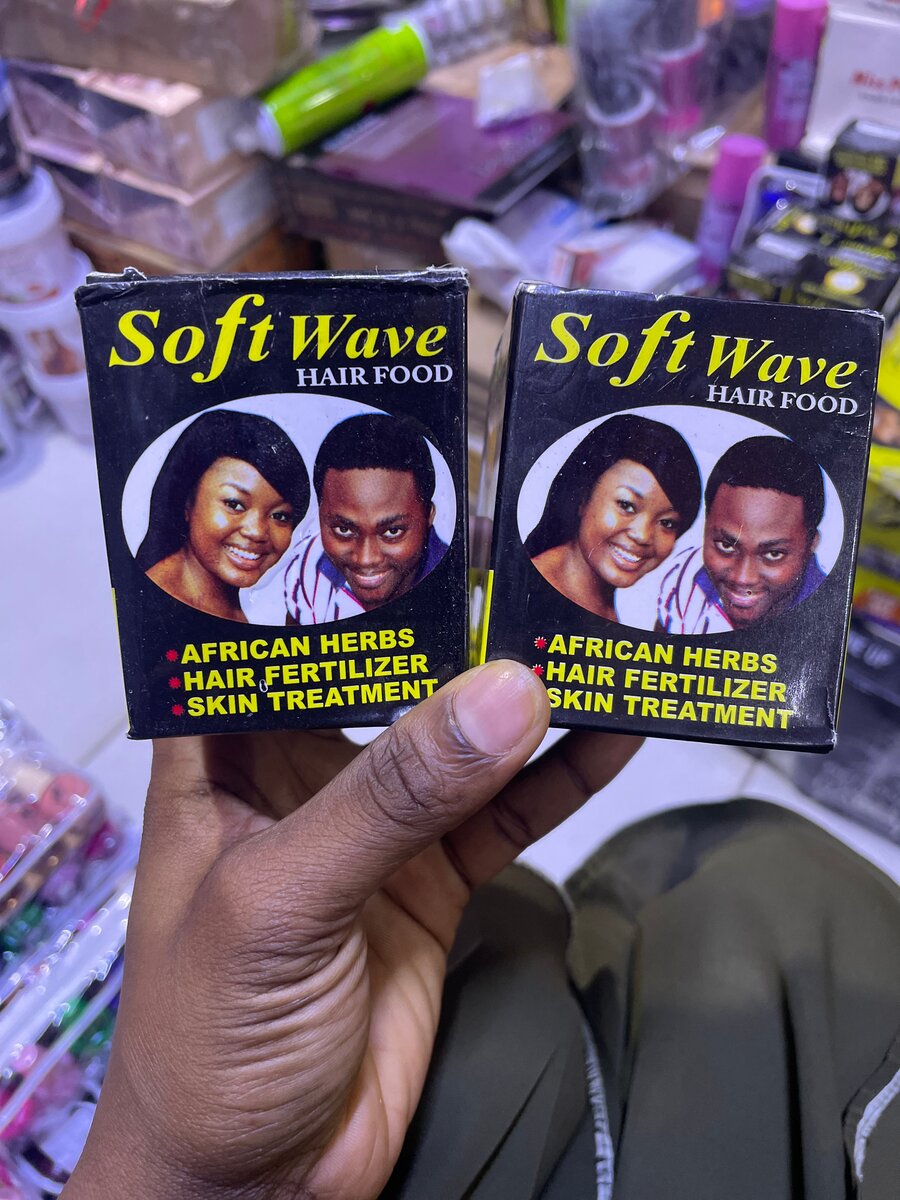 Soft Wave
HAIR FOOD
AFRICAN HERBS
HAIR FERTILIZER
SKIN TREATMENT
Soft Wave
HAIR FOOD
AFRICAN HERBS
HAIR FERTILIZER
SKIN TREATMENT